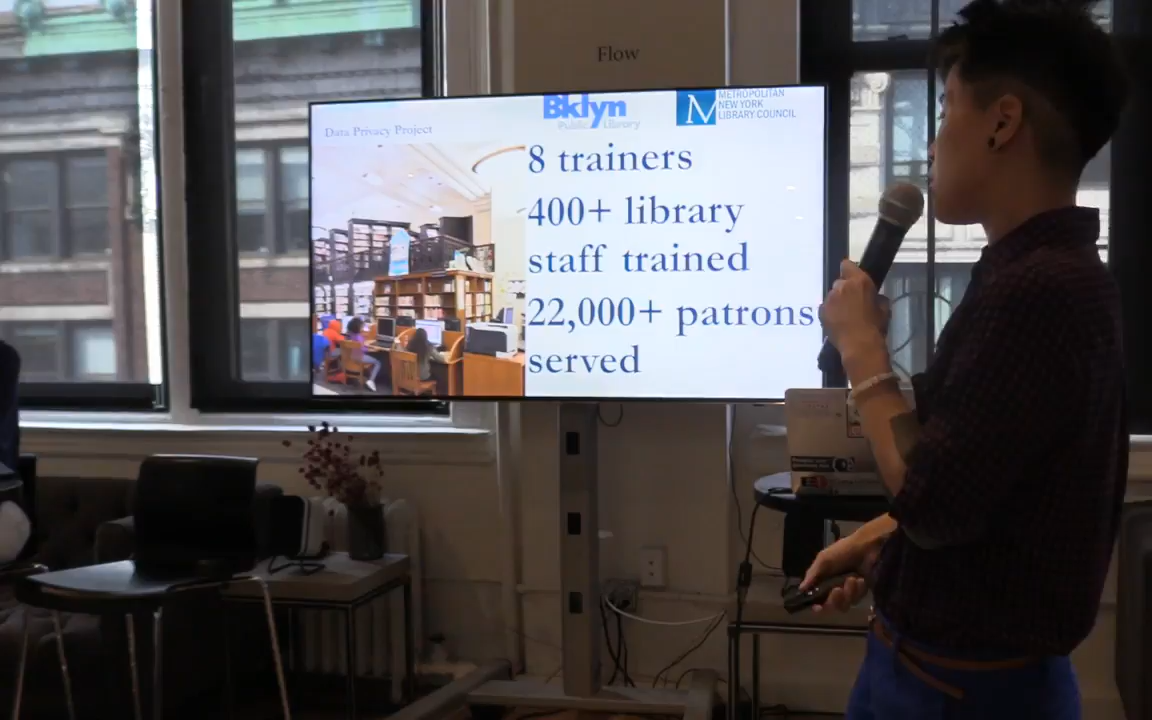 Flow
Data Privacy Project
Bklyn
Public Library
METROPOLITAN
NEW YORK
LIBRARY COUNCIL
M
8 trainers
400+ library
staff trained
22,000+ patrons
served